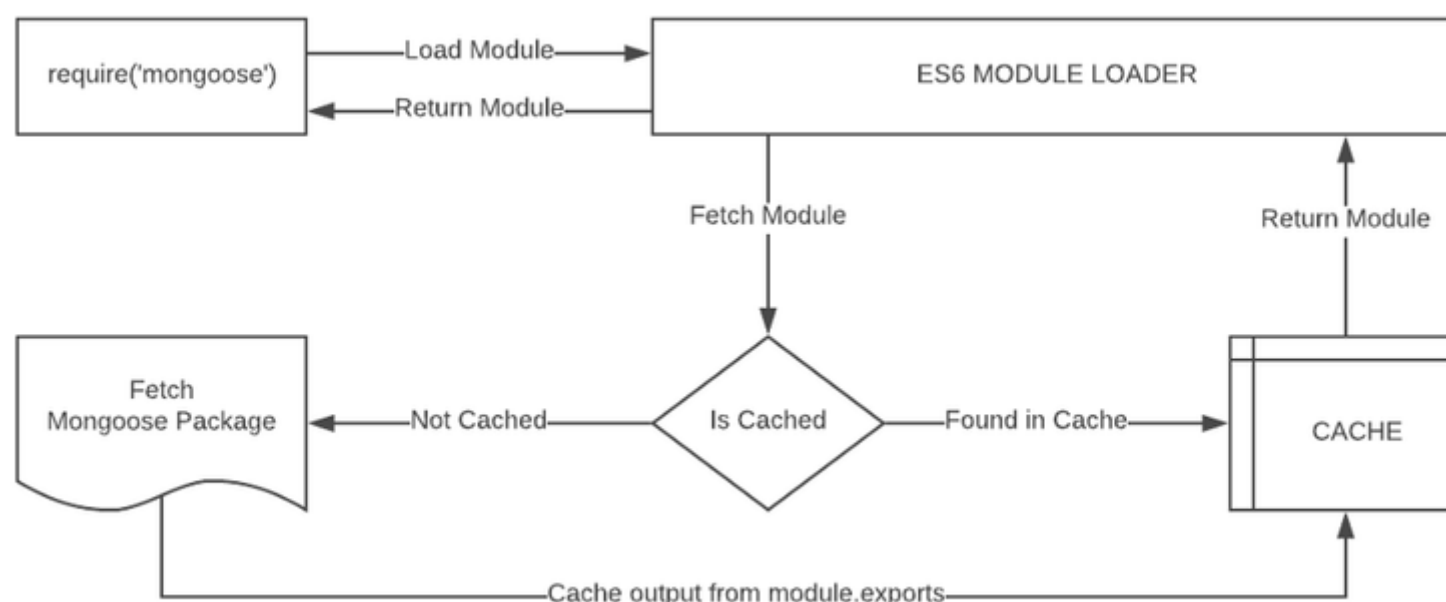 require('mongoose')
Load Module
Return Module
ES6 MODULE LOADER
Fetch Module
Return Module
Fetch
Mongoose Package
Not Cached
Is Cached
Found in Cache
CACHE
Cache output from module.exports